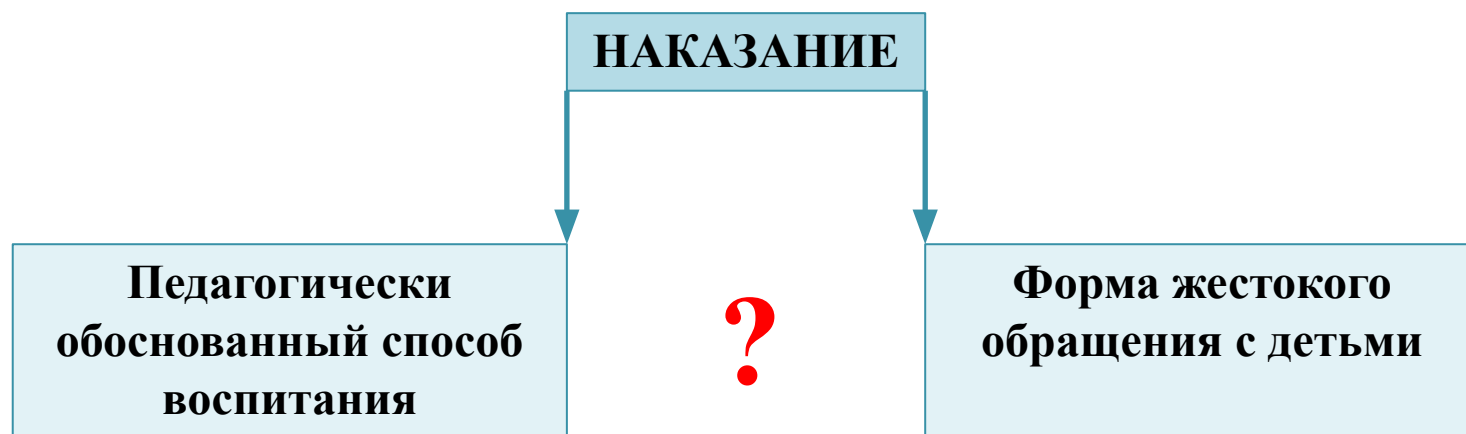 НАКАЗАНИЕ
Педагогически
обоснованный способ
воспитания
?
Форма жестокого
обращения с детьми